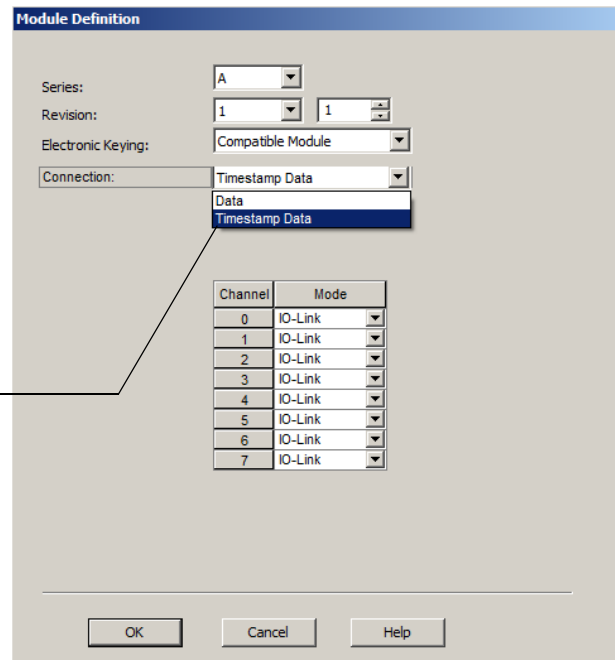 Module Definition
Series: A
Revision: 1 1
Electronic Keying: Compatible Module
Connection: Timestamp Data
Data
Timestamp Data
Channel Mode
0 IO-Link
1 IO-Link
2 IO-Link
3 IO-Link
4 IO-Link
5 IO-Link
6 IO-Link
7 IO-Link
OK Cancel Help